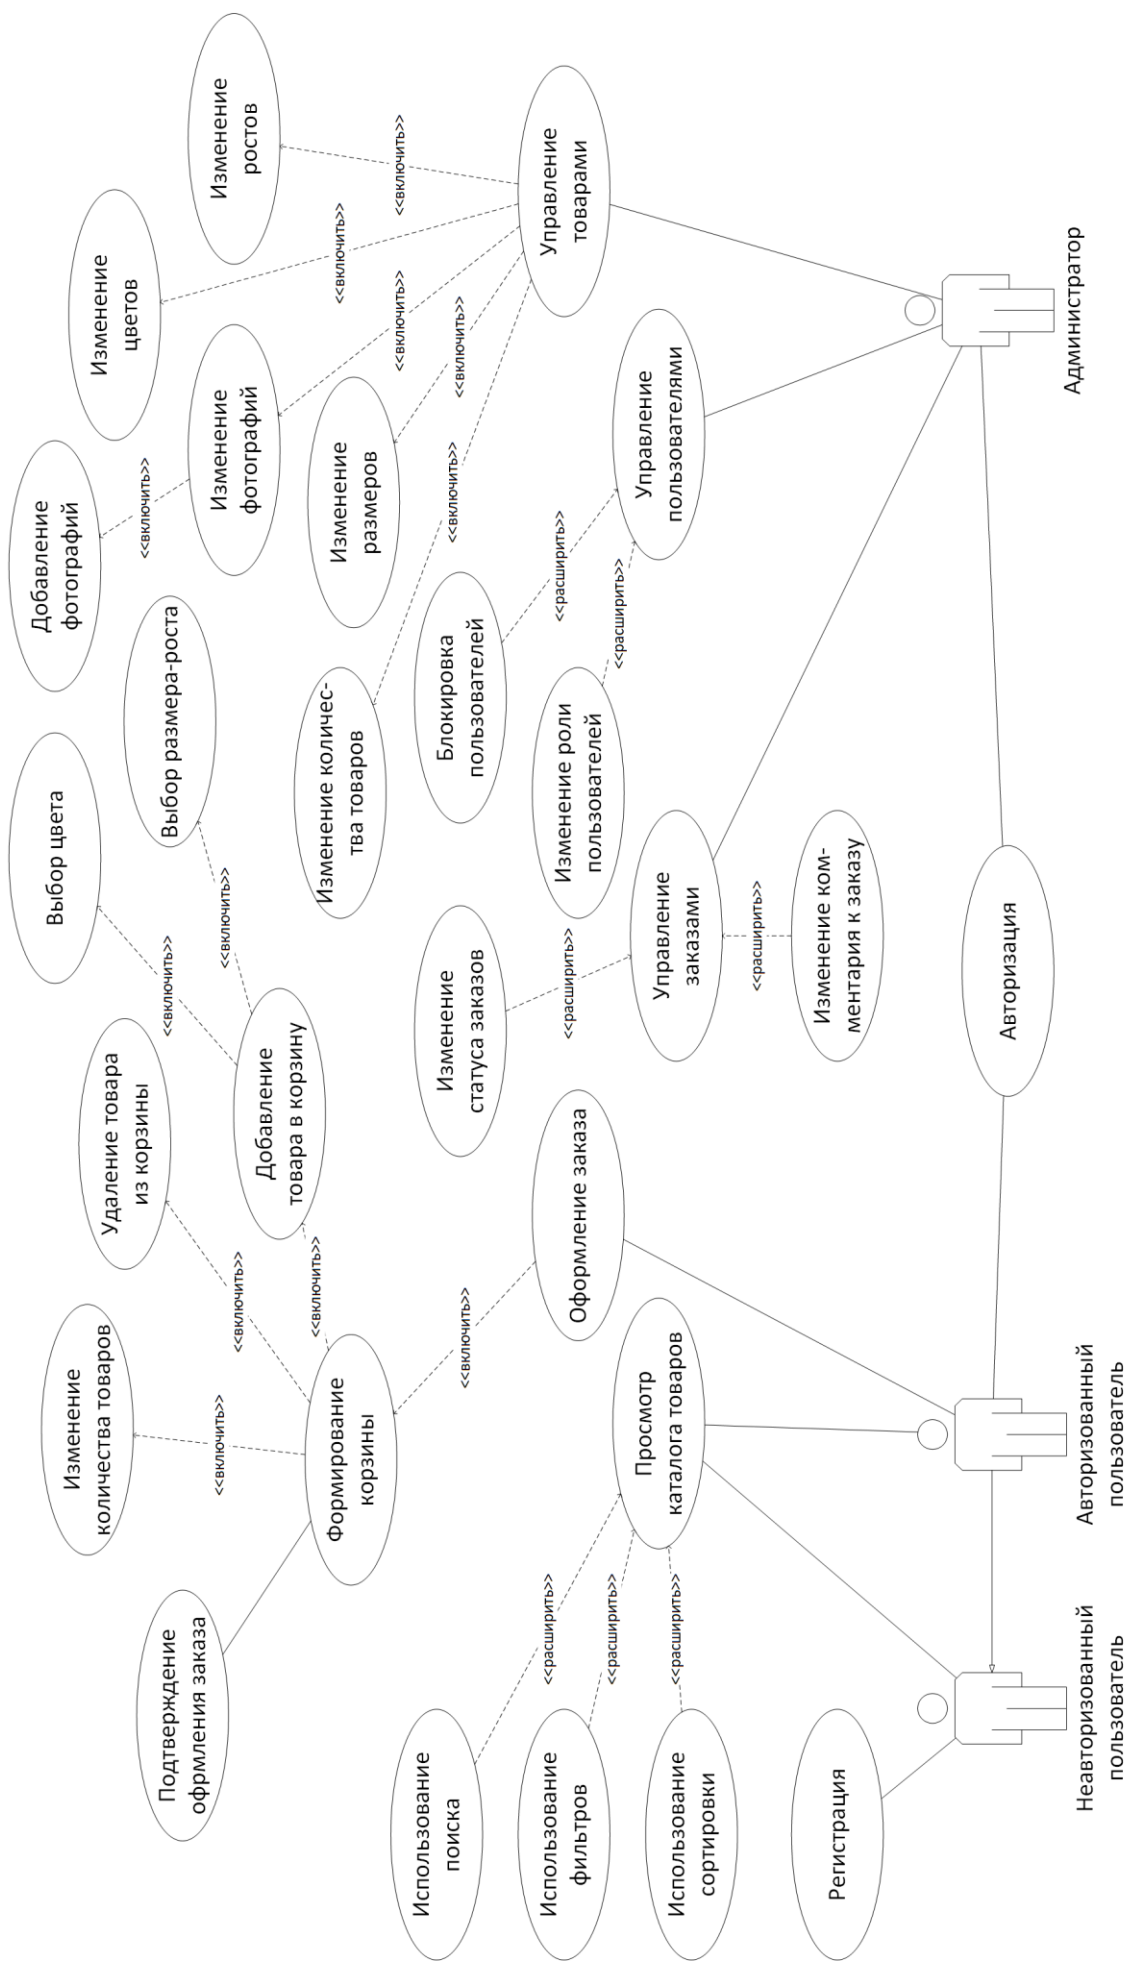 Выбор цвета
Добавление
фотографий
Изменение
количества товаров
Удаление товара
из корзины
Изменение
цветов
<<включить>>
Подтверждение
офрмления заказа
<<включить>>
Выбор размера-роста
<<включить>>
<<включить>>
<<включить>>
Изменение
фотографий
Изменение
ростов
Добавление
товара в корзину
<<включить>>
Формирование
корзины
Изменение количес-
тва товаров
Изменение
размеров
<<включить>>
<<включить>>
<<включить>>
Использование
поиска
<<включить>>
Изменение
статуса заказов
Блокировка
пользователей
<<включить>>
<<включить>>
<<расширить>>
Использование
фильтров
<<расширить>>
<<расширить>>
Оформление заказа
Изменение роли
пользователей
Управление
товарами
<<расширить>>
<<расширить>>
Использование
сортировки
<<расширить>>
Просмотр
каталога товаров
Управление
заказами
Управление
пользователями
<<расширить>>
Регистрация
Изменение ком-
ментария к заказу
Авторизация
Неавторизованный
пользователь
Авторизованный
пользователь
Администратор